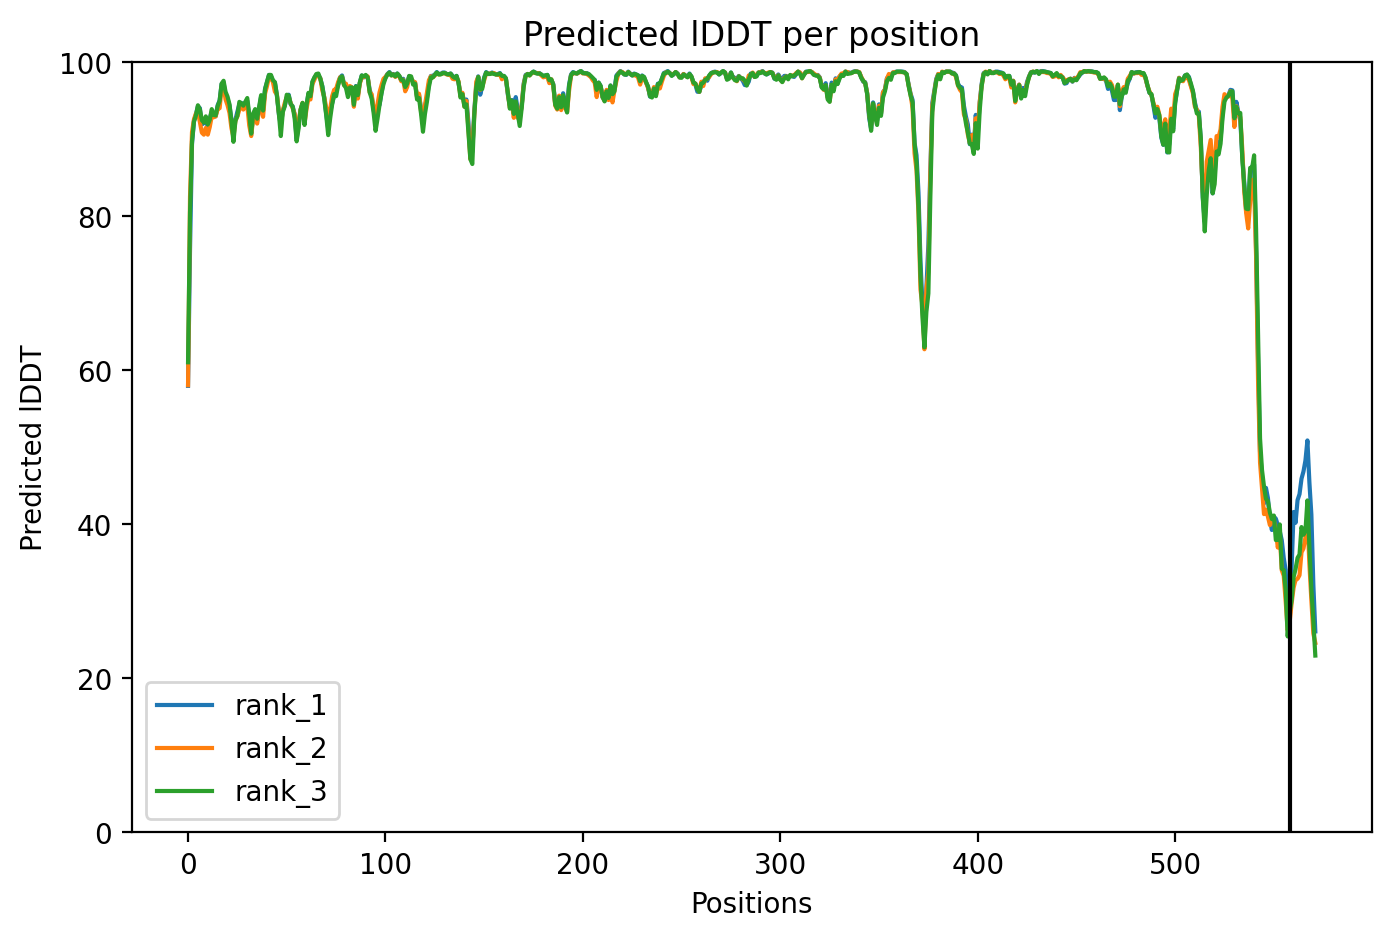 Predicted lDDT per position
Predicted lDDT
100
80
60
40
20
0
rank_1
rank_2
rank_3
0 100 200 300 400 500
Positions